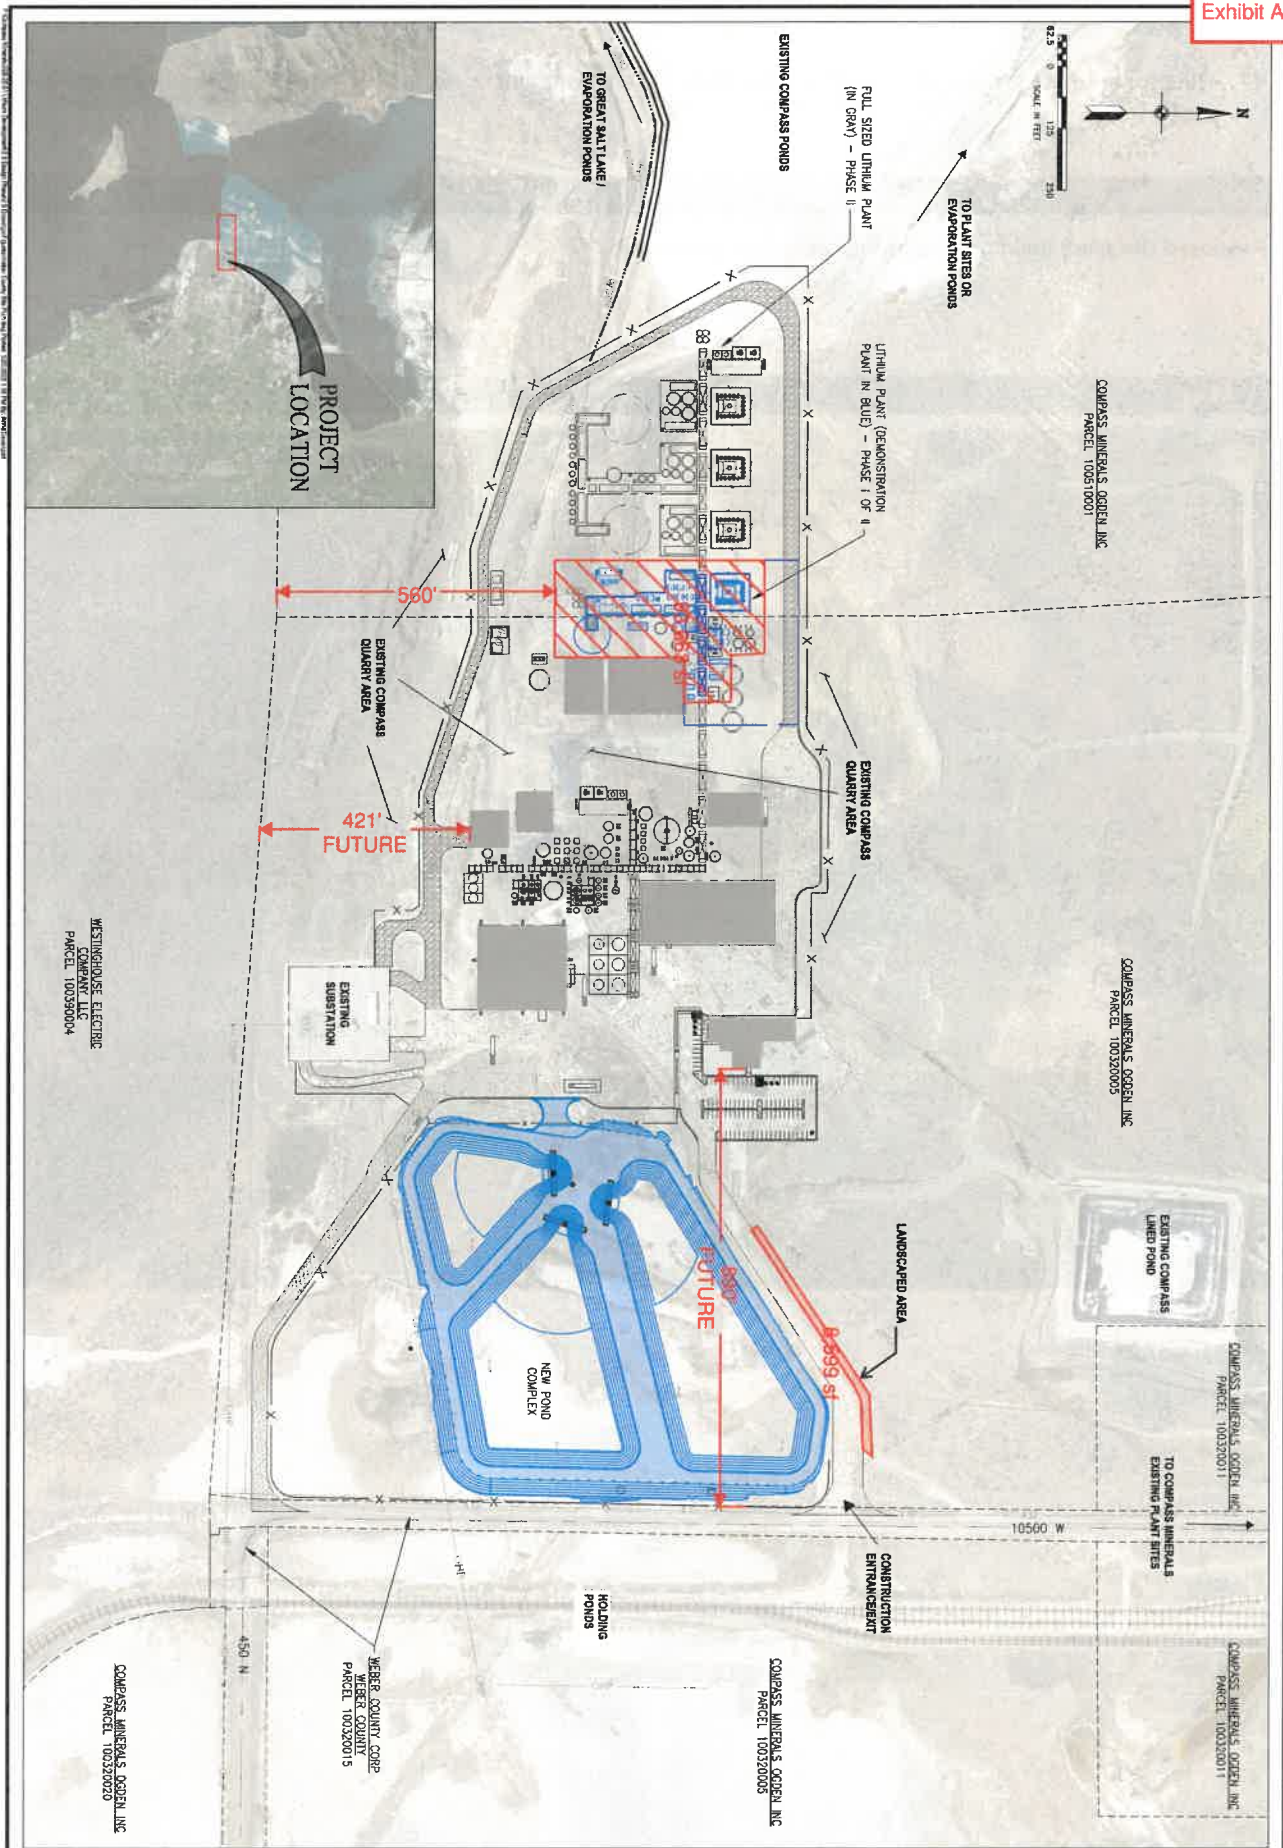 Exhibit A
N
62.5
0
125
250
SCALE IN FEET
EXISTING COMPASS PONDS
TO GREAT SALT LAKE /
EVAPORATION PONDS
FULL SIZED LITHIUM PLANT
(IN GRAY) – PHASE II
TO PLANT SITES OR
EVAPORATION PONDS
LITHIUM PLANT (DEMONSTRATION
PLANT IN BLUE) – PHASE I OF II
COMPASS MINERALS OGDEN INC
PARCEL 100510001
PROJECT
LOCATION
560'
EXISTING COMPASS
QUARRY AREA
421'
FUTURE
EXISTING COMPASS
QUARRY AREA
COMPASS MINERALS OGDEN INC
PARCEL 100320005
WESTINGHOUSE ELECTRIC
COMPANY LLC
PARCEL 100390004
EXISTING
SUBSTATION
EXISTING COMPASS
LINED POND
LANDSCAPED AREA
FUTURE
sf
NEW POND
COMPLEX
COMPASS MINERALS OGDEN INC
PARCEL 100320011
TO COMPASS MINERALS
EXISTING PLANT SITES
10500 W
CONSTRUCTION
ENTRANCE/EXIT
HOLDING
PONDS
450 N
WEBER COUNTY CORP
WEBER COUNTY
PARCEL 100320015
COMPASS MINERALS OGDEN INC
PARCEL 100320005
COMPASS MINERALS OGDEN INC
PARCEL 100320011
COMPASS MINERALS OGDEN INC
PARCEL 100320020